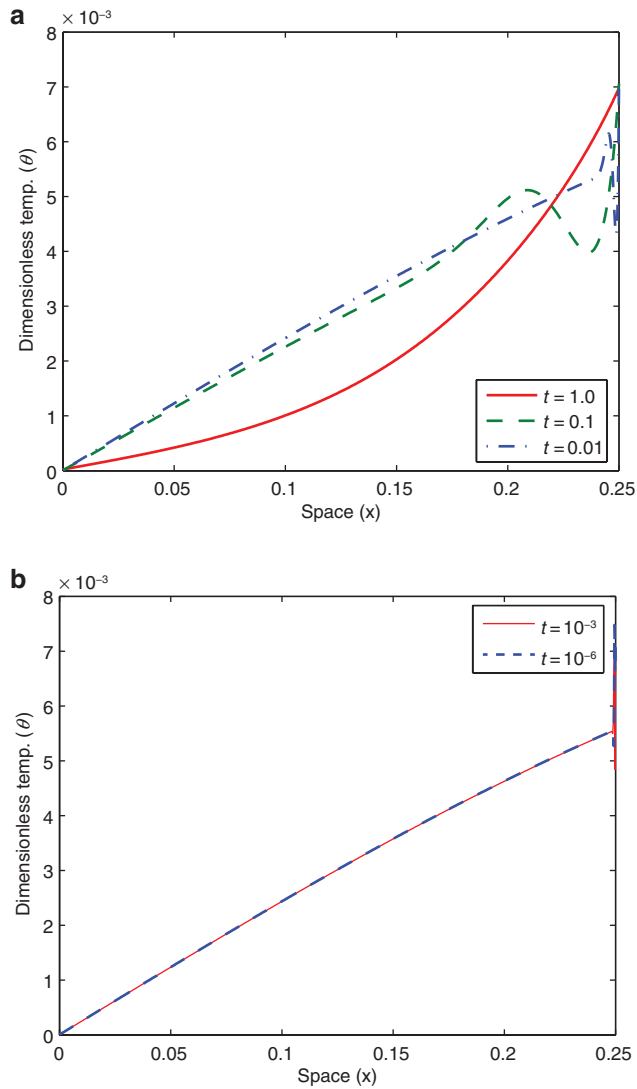 a
× 10⁻³
8
7
6
5
4
3
2
1
0
Dimensionless temp. (θ)
0 0.05 0.1 0.15 0.2 0.25
Space (x)
t = 1.0
t = 0.1
t = 0.01
b
× 10⁻³
8
7
6
5
4
3
2
1
0
Dimensionless temp. (θ)
0 0.05 0.1 0.15 0.2 0.25
Space (x)
t = 10⁻³
t = 10⁻⁶